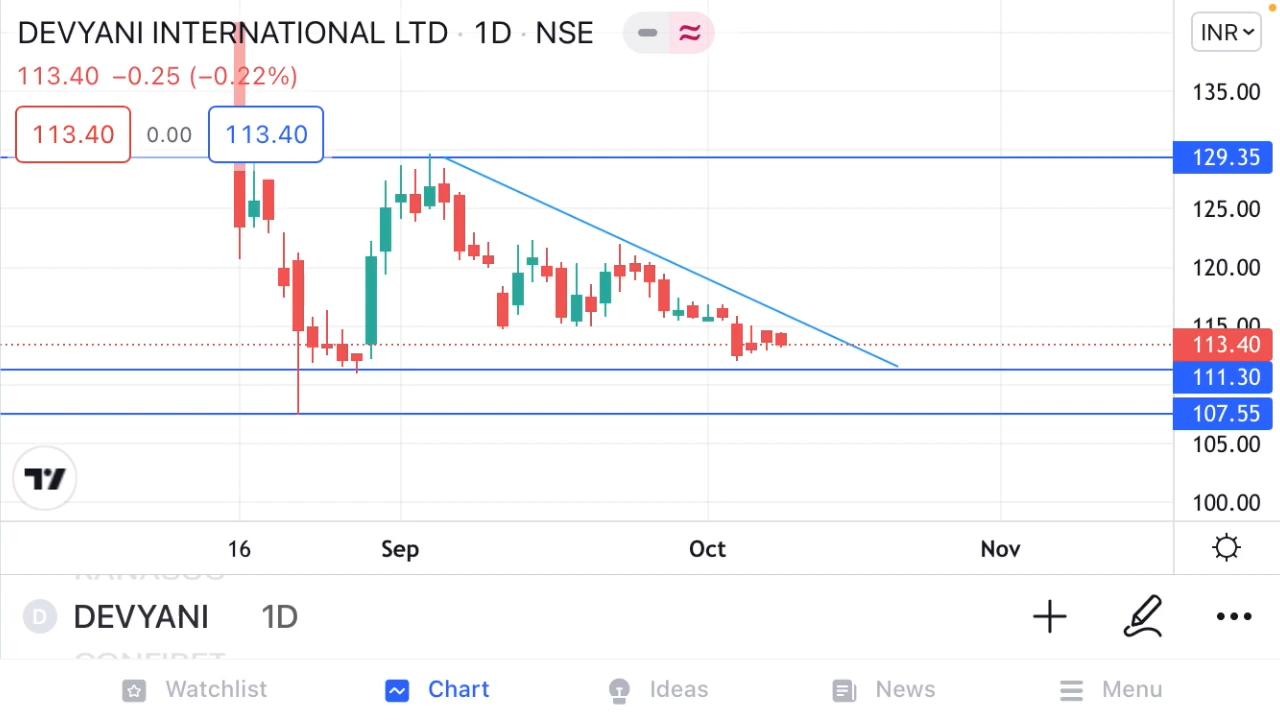 DEVYANI INTERNATIONAL LTD · 1D · NSE
INR
113.40 −0.25 (−0.22%)
113.40 0.00 113.40
135.00
129.35
125.00
120.00
115.00
113.40
111.30
107.55
105.00
100.00
16 Sep Oct Nov
D DEVYANI 1D
Watchlist Chart Ideas News Menu